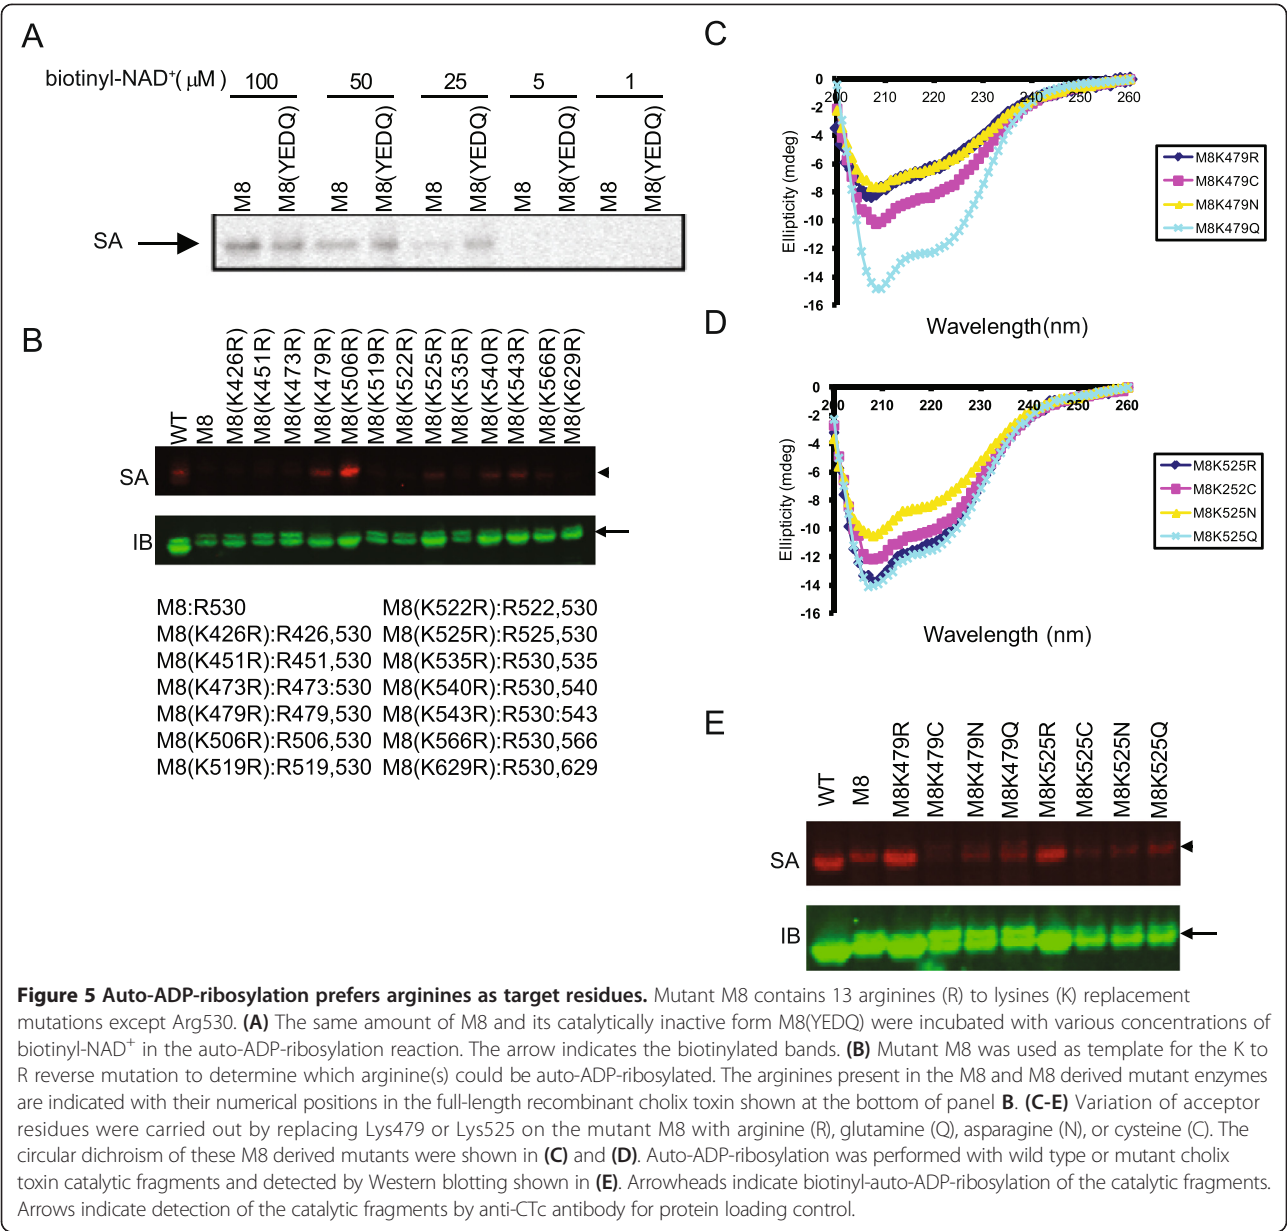 A
biotinyl-NAD+( μM )
100 50 25 5 1
M8 M8(YEDQ) M8 M8(YEDQ) M8 M8(YEDQ) M8 M8(YEDQ) M8 M8(YEDQ)
SA
B
WT M8 M8(K426R) M8(K451R) M8(K473R) M8(K479R) M8(K506R) M8(K519R) M8(K522R) M8(K525R) M8(K535R) M8(K540R) M8(K543R) M8(K566R) M8(K629R)
SA
IB
M8:R530 M8(K522R):R522,530
M8(K426R):R426,530 M8(K525R):R525,530
M8(K451R):R451,530 M8(K535R):R530,535
M8(K473R):R473:530 M8(K540R):R530,540
M8(K479R):R479,530 M8(K543R):R530:543
M8(K506R):R506,530 M8(K566R):R530,566
M8(K519R):R519,530 M8(K629R):R530,629
C
Ellipticity (mdeg)
0
-2
-4
-6
-8
-10
-12
-14
-16
200 210 220 230 240 250 260
Wavelength(nm)
M8K479R
M8K479C
M8K479N
M8K479Q
D
Ellipticity (mdeg)
0
-2
-4
-6
-8
-10
-12
-14
-16
200 210 220 230 240 250 260
Wavelength (nm)
M8K525R
M8K252C
M8K525N
M8K525Q
E
WT M8 M8K479R M8K479C M8K479N M8K479Q M8K525R M8K525C M8K525N M8K525Q
SA
IB
Figure 5 Auto-ADP-ribosylation prefers arginines as target residues. Mutant M8 contains 13 arginines (R) to lysines (K) replacement
mutations except Arg530. (A) The same amount of M8 and its catalytically inactive form M8(YEDQ) were incubated with various concentrations of
biotinyl-NAD+ in the auto-ADP-ribosylation reaction. The arrow indicates the biotinylated bands. (B) Mutant M8 was used as template for the K to
R reverse mutation to determine which arginine(s) could be auto-ADP-ribosylated. The arginines present in the M8 and M8 derived mutant enzymes
are indicated with their numerical positions in the full-length recombinant cholix toxin shown at the bottom of panel B. (C-E) Variation of acceptor
residues were carried out by replacing Lys479 or Lys525 on the mutant M8 with arginine (R), glutamine (Q), asparagine (N), or cysteine (C). The
circular dichroism of these M8 derived mutants were shown in (C) and (D). Auto-ADP-ribosylation was performed with wild type or mutant cholix
toxin catalytic fragments and detected by Western blotting shown in (E). Arrowheads indicate biotinyl-auto-ADP-ribosylation of the catalytic fragments.
Arrows indicate detection of the catalytic fragments by anti-CTc antibody for protein loading control.